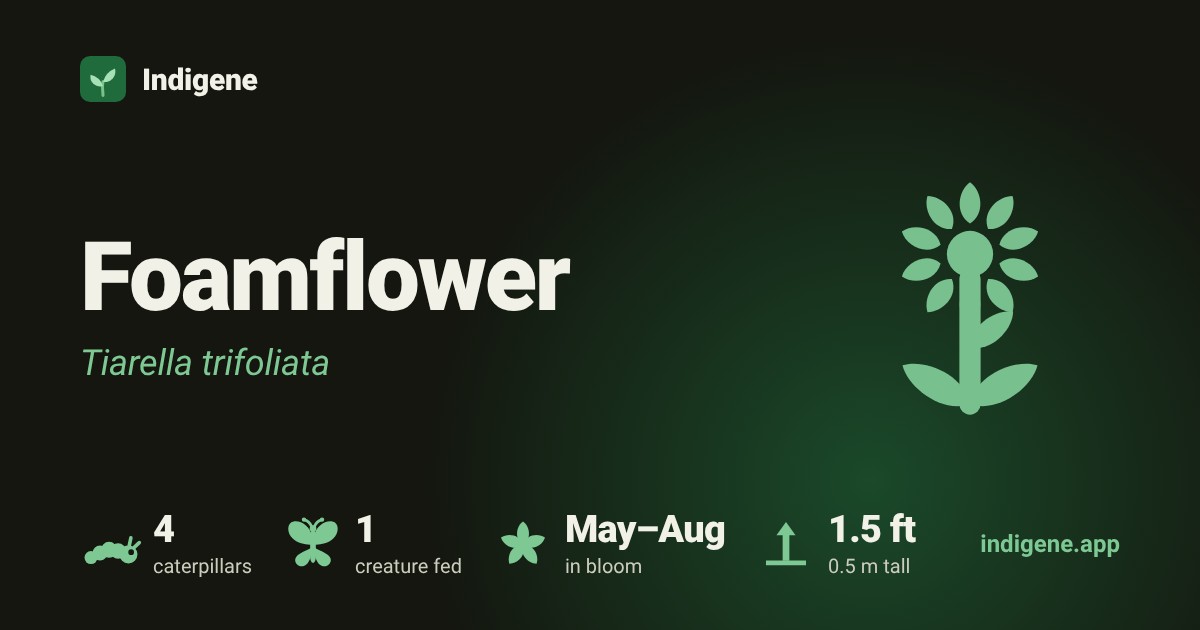 Indigene
Foamflower
Tiarella trifoliata
4
caterpillars
1
creature fed
May–Aug
in bloom
1.5 ft
0.5 m tall
indigene.app